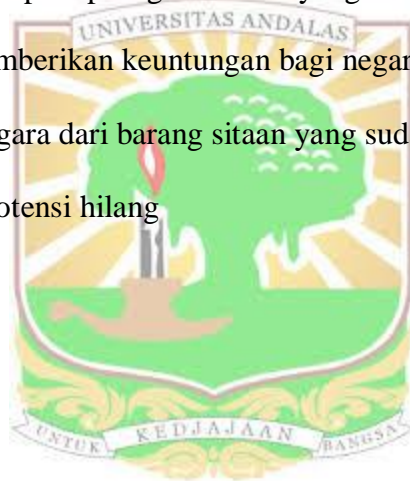 UNIVERSITAS ANDALAS
mberikan keuntungan bagi negar
gara dari barang sitaan yang sud
otensi hilang
UNTUK KEDJAJAAN BANGSA